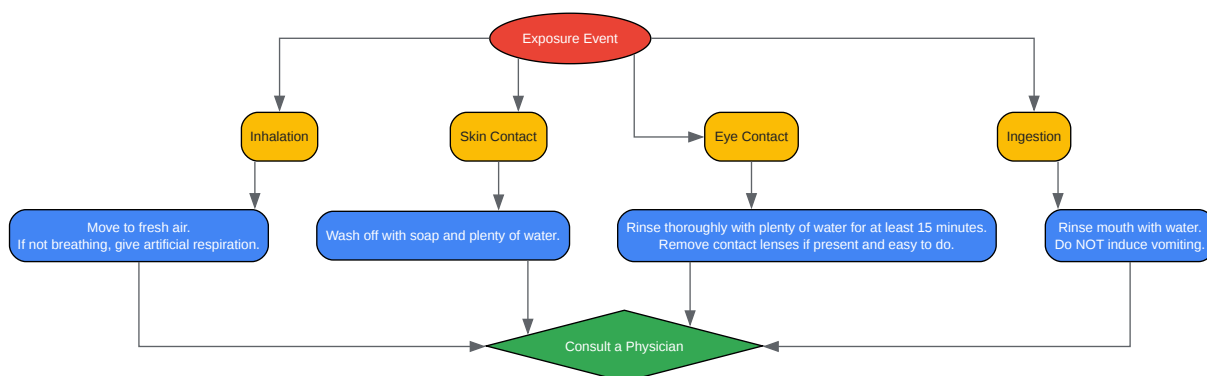 Exposure Event
Inhalation
Skin Contact
Eye Contact
Ingestion
Move to fresh air.
If not breathing, give artificial respiration.
Wash off with soap and plenty of water.
Rinse thoroughly with plenty of water for at least 15 minutes.
Remove contact lenses if present and easy to do.
Rinse mouth with water.
Do NOT induce vomiting.
Consult a Physician